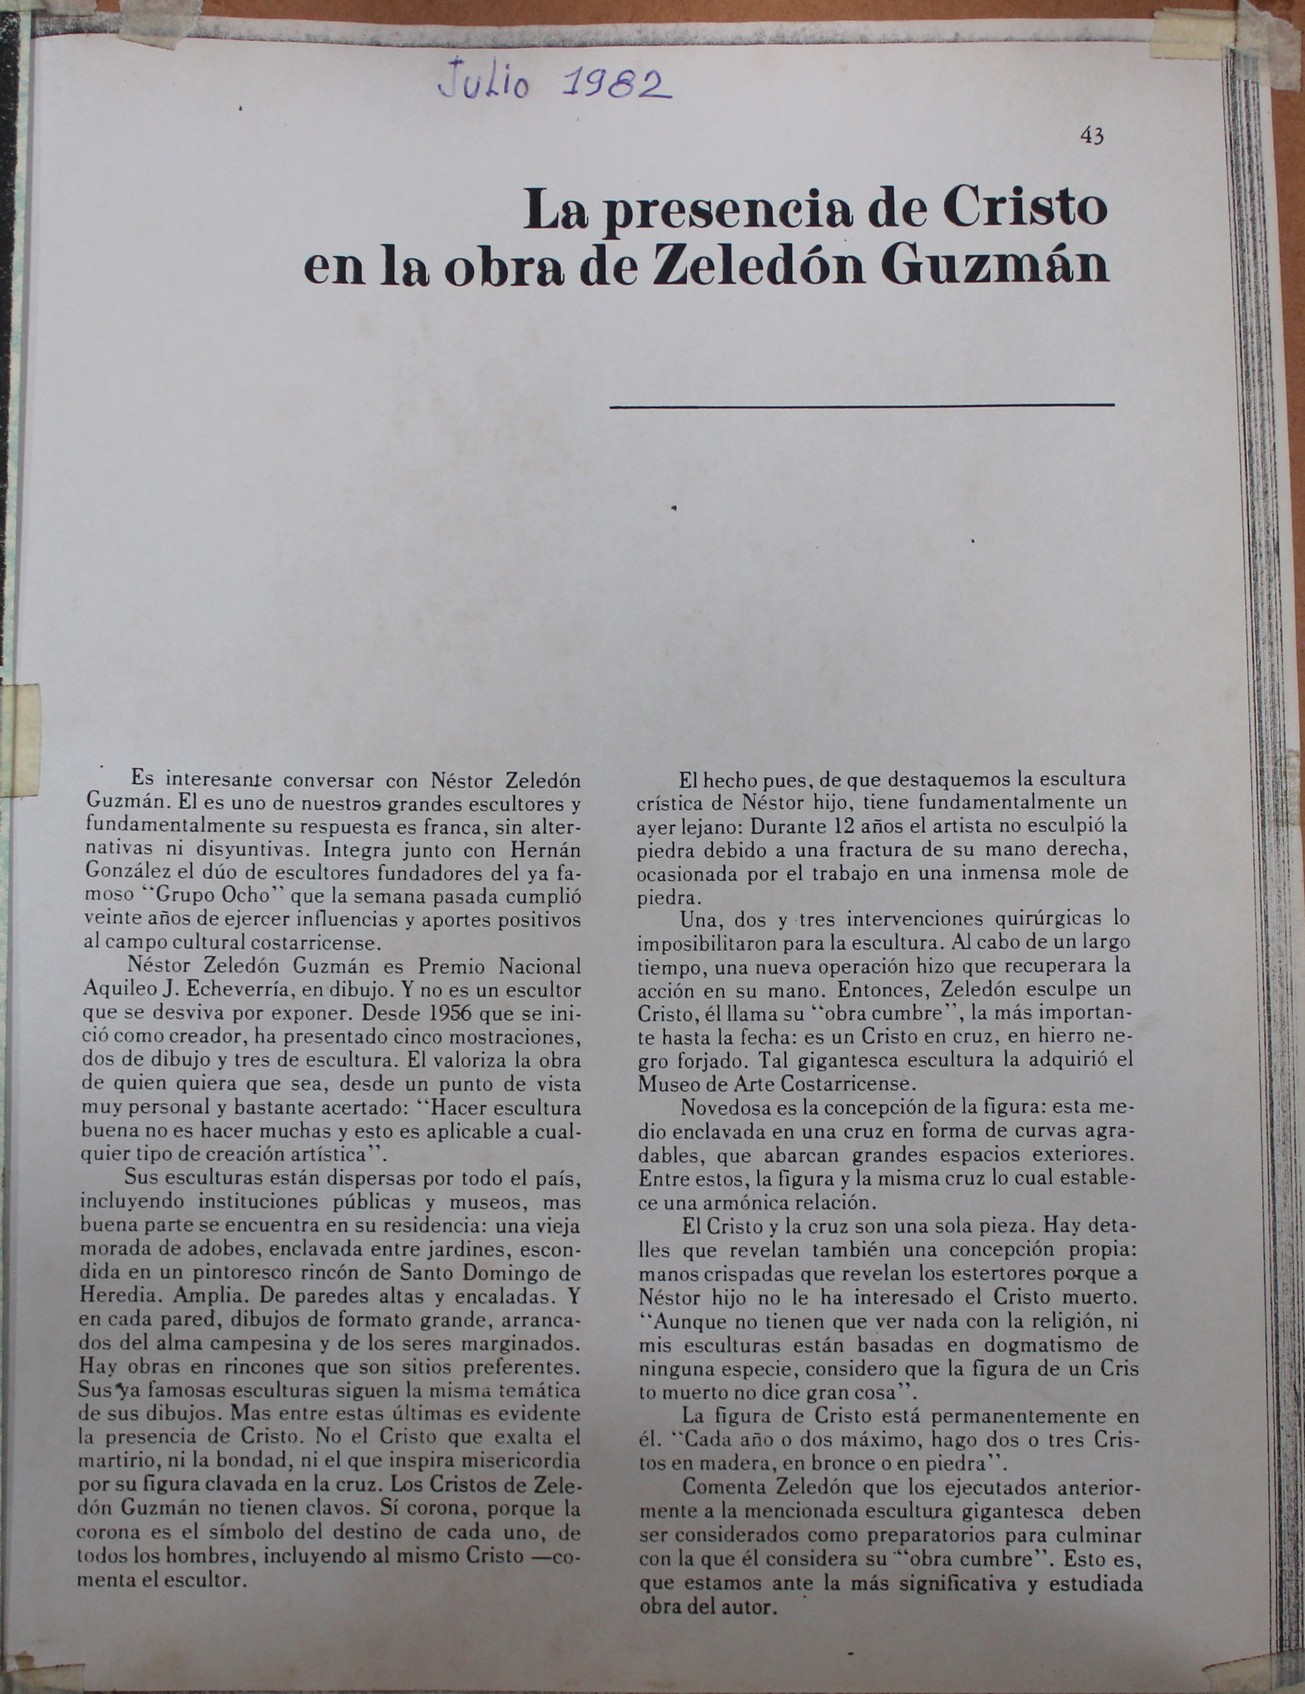 Julio 1982
43
La presencia de Cristo
en la obra de Zeledón Guzmán
Es interesante conversar con Néstor Zeledón
Guzmán. El es uno de nuestros grandes escultores y
fundamentalmente su respuesta es franca, sin alter-
nativas ni disyuntivas. Integra junto con Hernán
González el dúo de escultores fundadores del ya fa-
moso “Grupo Ocho” que la semana pasada cumplió
veinte años de ejercer influencias y aportes positivos
al campo cultural costarricense.
Néstor Zeledón Guzmán es Premio Nacional
Aquileo J. Echeverría, en dibujo. Y no es un escultor
que se desviva por exponer. Desde 1956 que se ini-
ció como creador, ha presentado cinco mostraciones,
dos de dibujo y tres de escultura. El valoriza la obra
de quien quiera que sea, desde un punto de vista
muy personal y bastante acertado: “Hacer escultura
buena no es hacer muchas y esto es aplicable a cual-
quier tipo de creación artística”.
Sus esculturas están dispersas por todo el país,
incluyendo instituciones públicas y museos, mas
buena parte se encuentra en su residencia: una vieja
morada de adobes, enclavada entre jardines, escon-
dida en un pintoresco rincón de Santo Domingo de
Heredia. Amplia. De paredes altas y encaladas. Y
en cada pared, dibujos de formato grande, arranca-
dos del alma campesina y de los seres marginados.
Hay obras en rincones que son sitios preferentes.
Sus ya famosas esculturas siguen la misma temática
de sus dibujos. Mas entre estas últimas es evidente
la presencia de Cristo. No el Cristo que exalta el
martirio, ni la bondad, ni el que inspira misericordia
por su figura clavada en la cruz. Los Cristos de Zele-
dón Guzmán no tienen clavos. Sí corona, porque la
corona es el símbolo del destino de cada uno, de
todos los hombres, incluyendo al mismo Cristo —co-
menta el escultor.
El hecho pues, de que destaquemos la escultura
crística de Néstor hijo, tiene fundamentalmente un
ayer lejano: Durante 12 años el artista no esculpió la
piedra debido a una fractura de su mano derecha,
ocasionada por el trabajo en una inmensa mole de
piedra.
Una, dos y tres intervenciones quirúrgicas lo
imposibilitaron para la escultura. Al cabo de un largo
tiempo, una nueva operación hizo que recuperara la
acción en su mano. Entonces, Zeledón esculpe un
Cristo, él llama su “obra cumbre”, la más importan-
te hasta la fecha: es un Cristo en cruz, en hierro ne-
gro forjado. Tal gigantesca escultura la adquirió el
Museo de Arte Costarricense.
Novedosa es la concepción de la figura: esta me-
dio enclavada en una cruz en forma de curvas agra-
dables, que abarcan grandes espacios exteriores.
Entre estos, la figura y la misma cruz lo cual estable-
ce una armónica relación.
El Cristo y la cruz son una sola pieza. Hay deta-
lles que revelan también una concepción propia:
manos crispadas que revelan los estertores porque a
Néstor hijo no le ha interesado el Cristo muerto.
“Aunque no tienen que ver nada con la religión, ni
mis esculturas están basadas en dogmatismo de
ninguna especie, considero que la figura de un Cris
to muerto no dice gran cosa”.
La figura de Cristo está permanentemente en
él. “Cada año o dos máximo, hago dos o tres Cris-
tos en madera, en bronce o en piedra”.
Comenta Zeledón que los ejecutados anterior-
mente a la mencionada escultura gigantesca deben
ser considerados como preparatorios para culminar
con la que él considera su “obra cumbre”. Esto es,
que estamos ante la más significativa y estudiada
obra del autor.